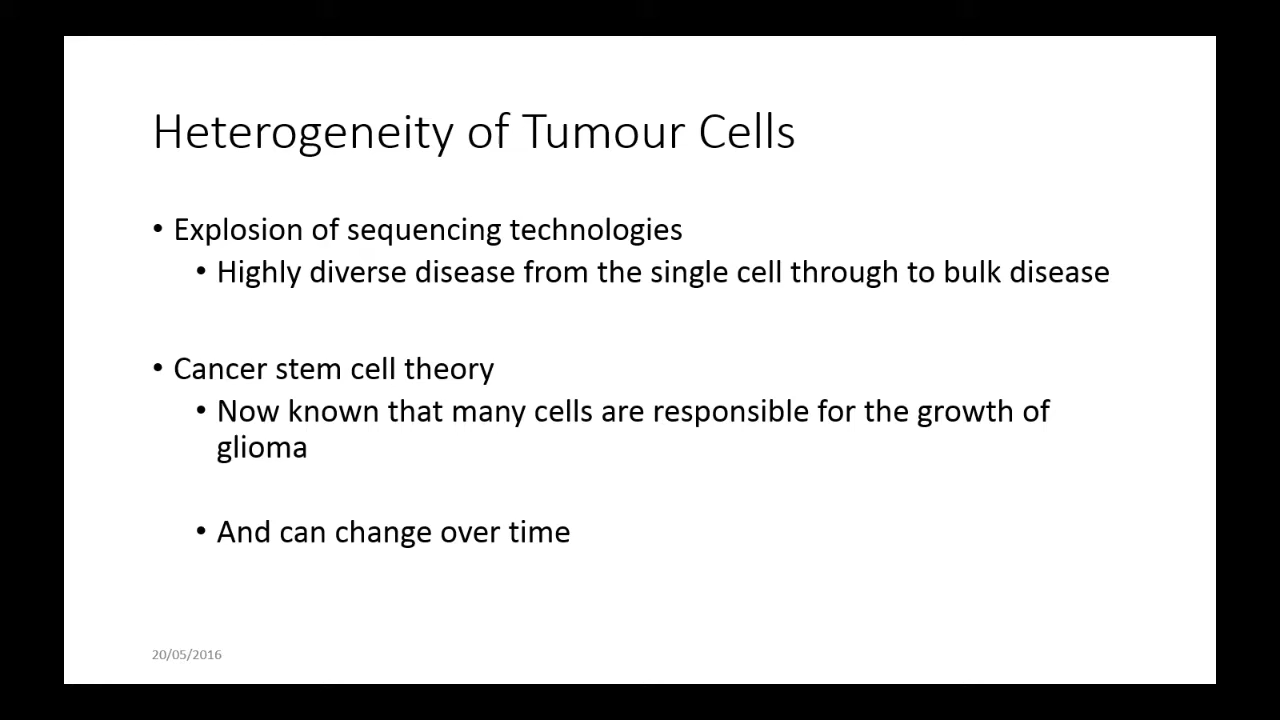 Heterogeneity of Tumour Cells
• Explosion of sequencing technologies
• Highly diverse disease from the single cell through to bulk disease
• Cancer stem cell theory
• Now known that many cells are responsible for the growth of
glioma
• And can change over time
20/05/2016